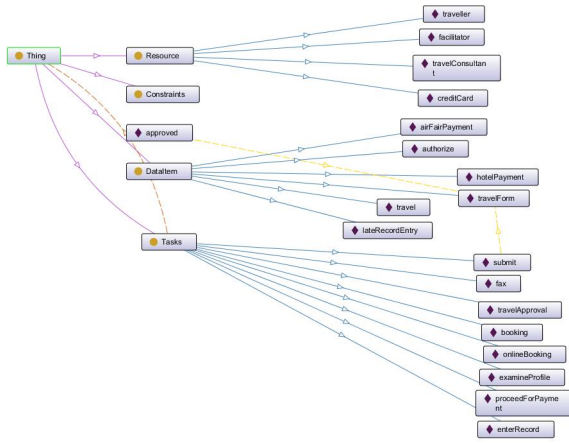 traveller
facilitator
Thing
Resource
travelConsultan
t
Constraints
creditCard
airFairPayment
approved
authorize
DataItem
hotelPayment
travelForm
travel
lateRecordEntry
Tasks
submit
fax
travelApproval
booking
onlineBooking
examineProfile
proceedForPayme
nt
enterRecord